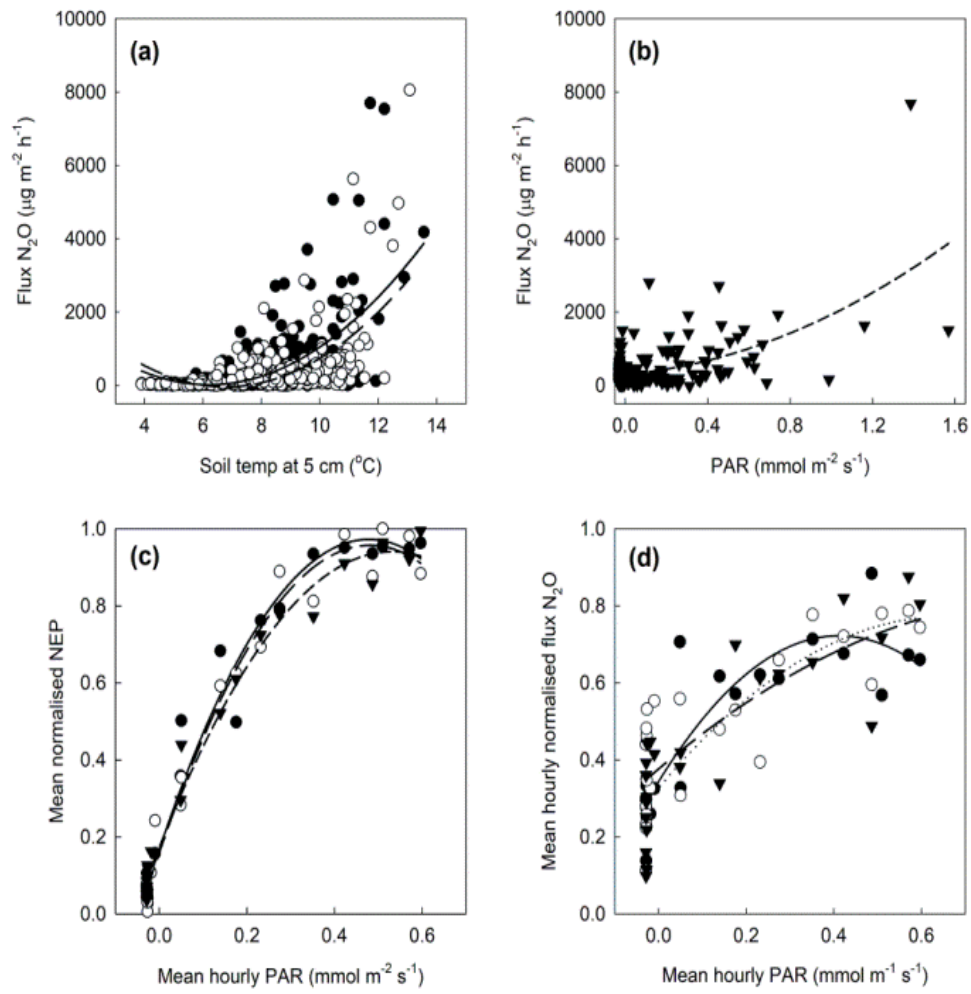 (a)
10000
8000
6000
4000
2000
0
Flux N₂O (µg m⁻² h⁻¹)
4 6 8 10 12 14
Soil temp at 5 cm (°C)
(b)
10000
8000
6000
4000
2000
0
Flux N₂O (µg m⁻² h⁻¹)
0.0 0.4 0.8 1.2 1.6
PAR (mmol m⁻² s⁻¹)
(c)
1.0
0.8
0.6
0.4
0.2
0.0
Mean normalised NEP
0.0 0.2 0.4 0.6
Mean hourly PAR (mmol m⁻² s⁻¹)
(d)
1.0
0.8
0.6
0.4
0.2
0.0
Mean hourly normalised flux N₂O
0.0 0.2 0.4 0.6
Mean hourly PAR (mmol m⁻¹ s⁻¹)